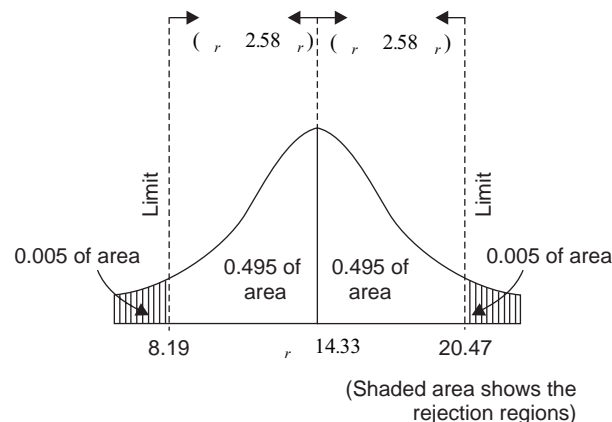 ( r 2.58 r) ( r 2.58 r)
Limit
Limit
0.005 of area
0.005 of area
0.495 of
area
0.495 of
area
8.19
r 14.33
20.47
(Shaded area shows the
rejection regions)